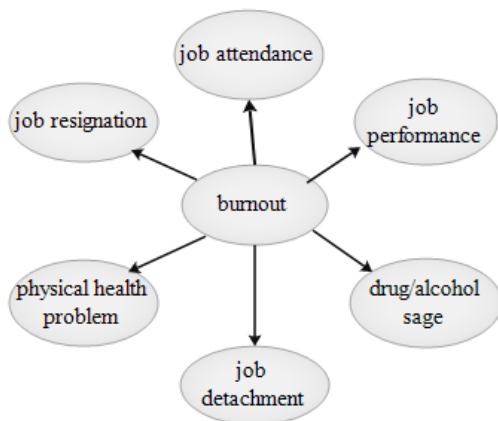 job attendance
job resignation
job
performance
burnout
physical health
problem
drug/alcohol
sage
job
detachment